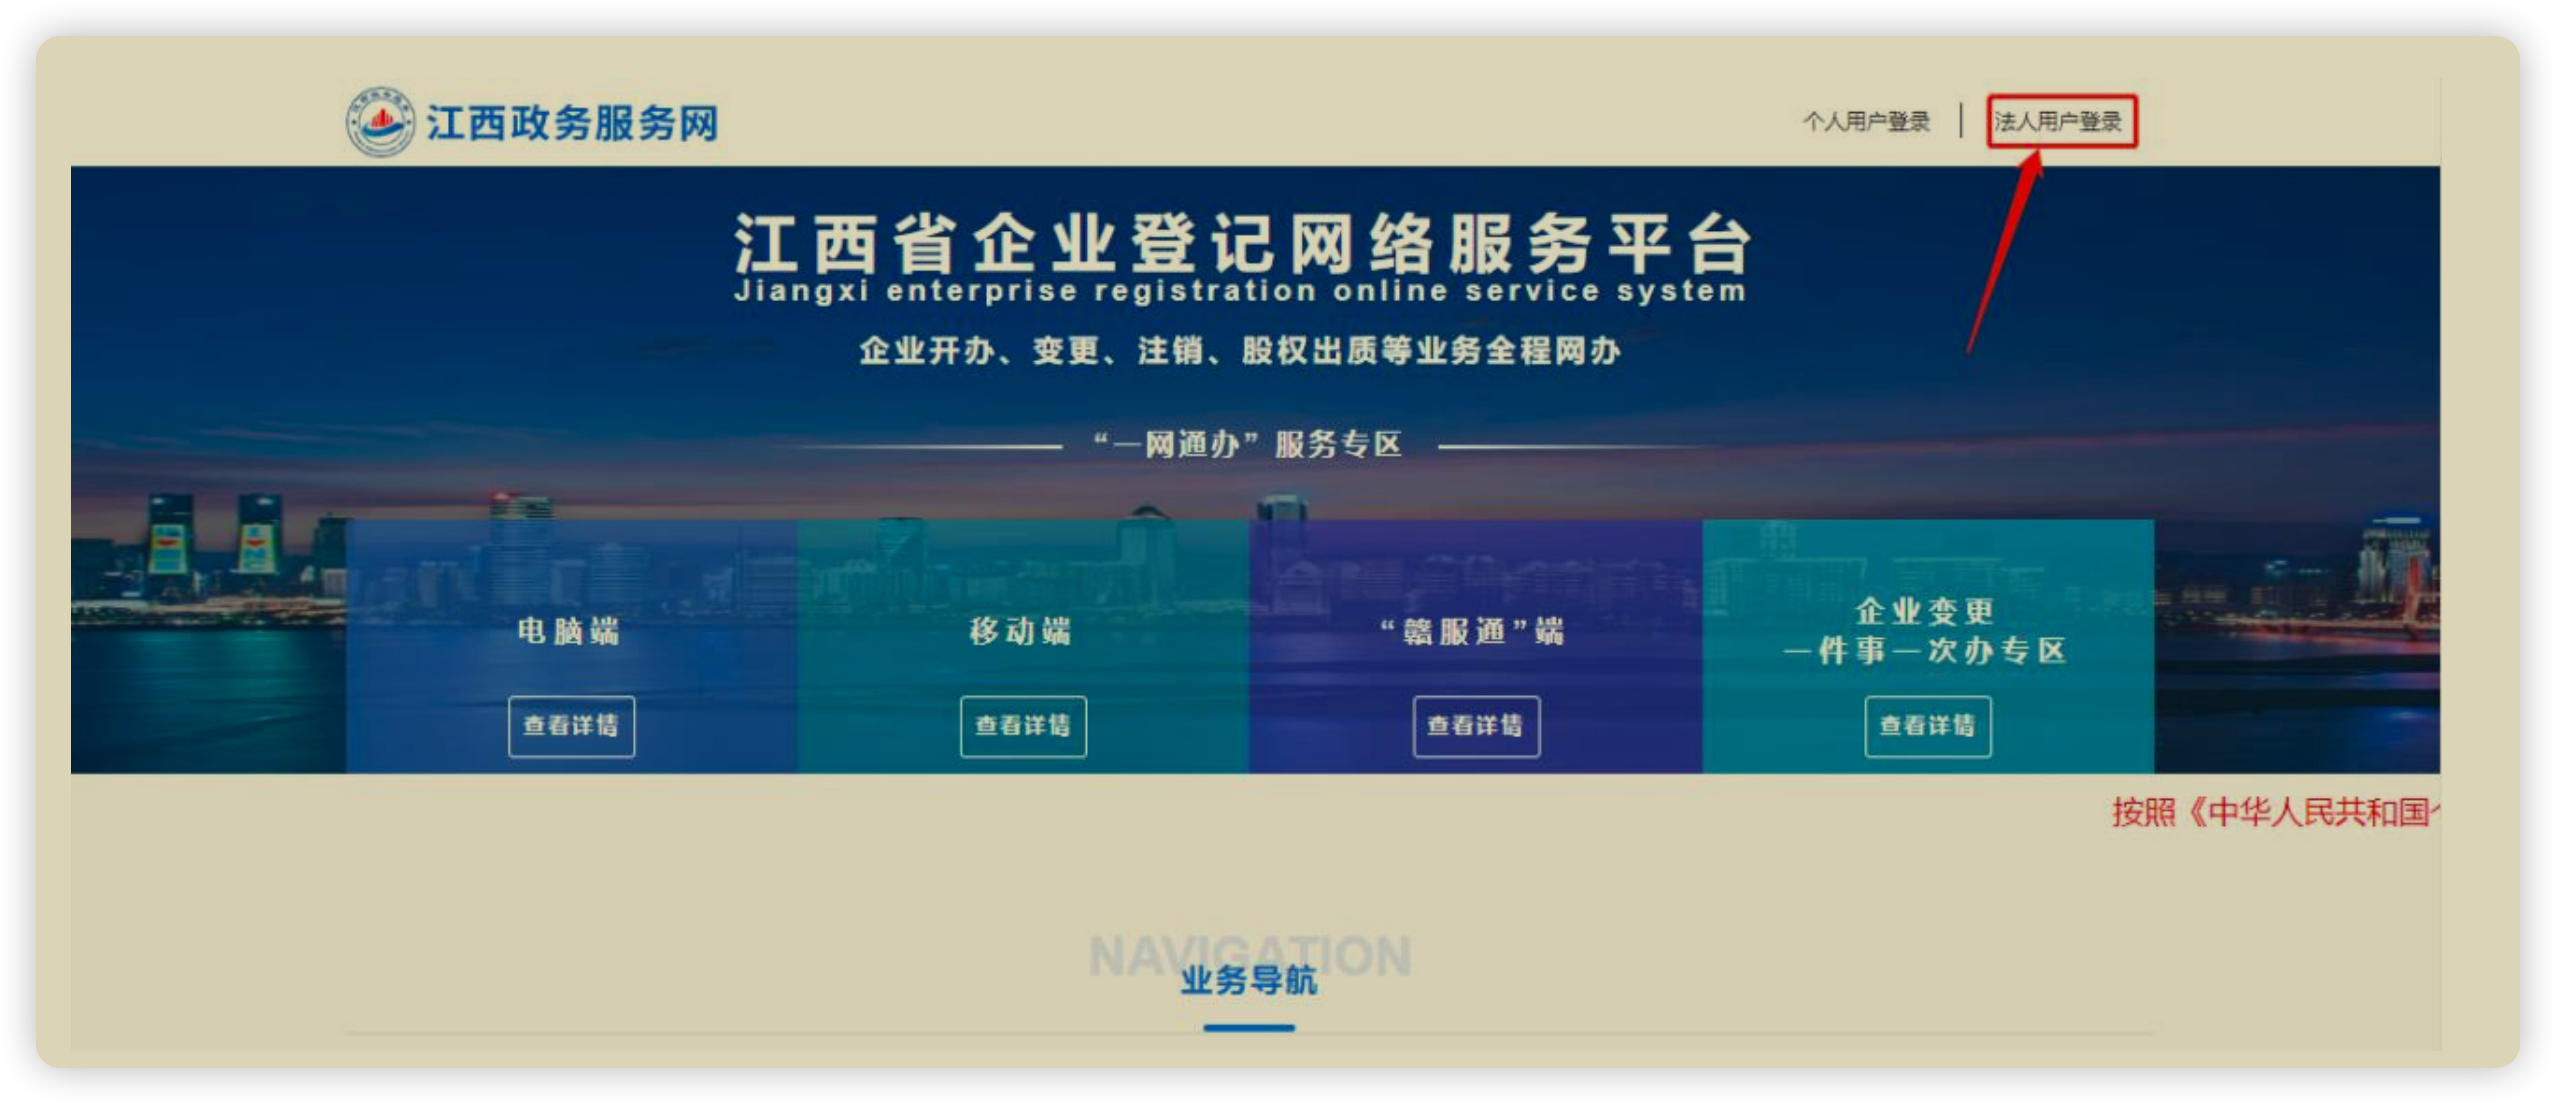 江西政务服务网
个人用户登录 | 法人用户登录
江西省企业登记网络服务平台
Jiangxi enterprise registration online service system
企业开办、变更、注销、股权出质等业务全程网办
“一网通办”服务专区
电脑端
移动端
“赣服通”端
企业变更
一件事一次办专区
查看详情
查看详情
查看详情
查看详情
按照《中华人民共和国
NAVIGATION
业务导航